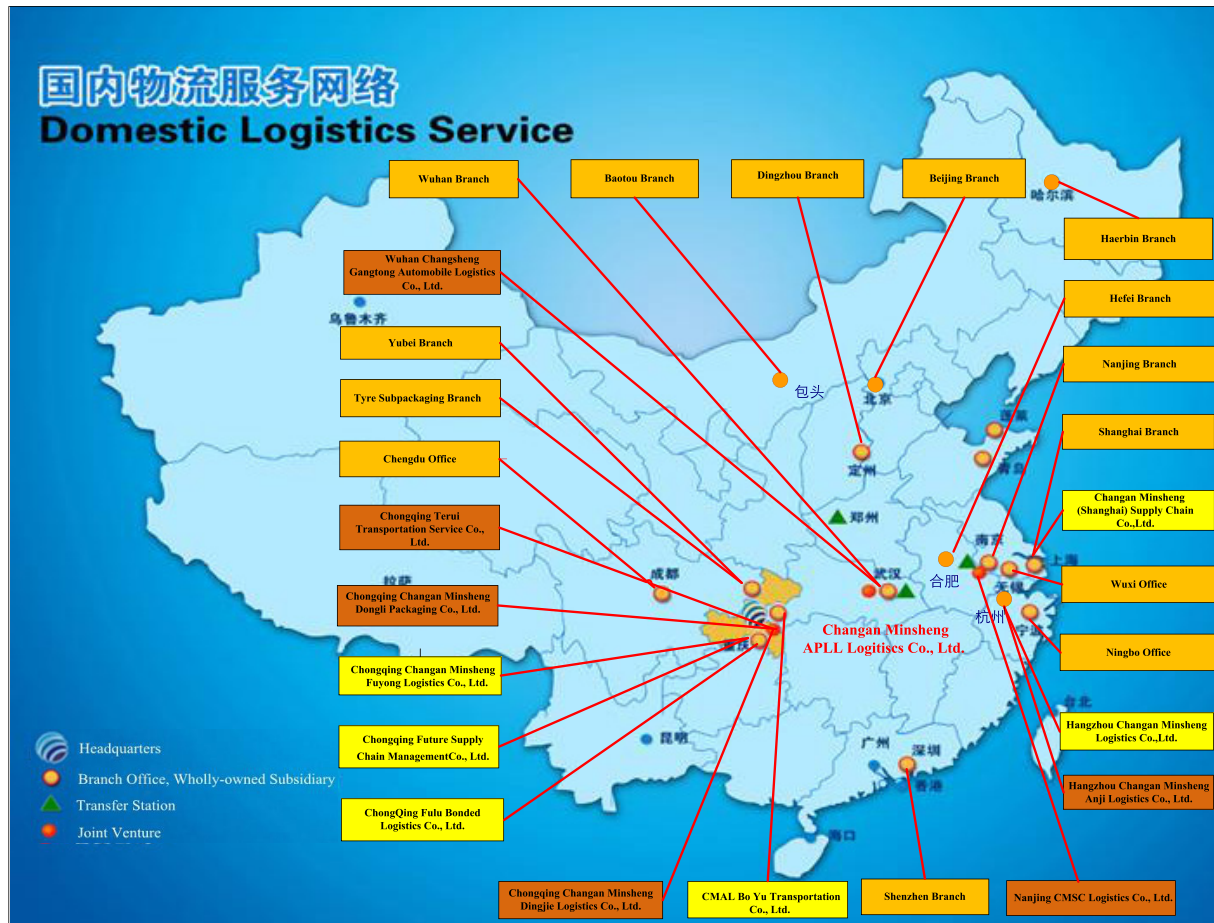 国内物流服务网络
Domestic Logistics Service
Wuhan Branch
Baotou Branch
Dingzhou Branch
Beijing Branch
哈尔滨
Haerbin Branch
Wuhan Changsheng
Gangtong Automobile Logistics
Co., Ltd.
Hefei Branch
乌鲁木齐
Yubei Branch
Nanjing Branch
包头
北京
Tyre Subpackaging Branch
蓬莱
Shanghai Branch
Chengdu Office
定州
青岛
Changan Minsheng
(Shanghai) Supply Chain
Co.,Ltd.
Chongqing Terui
Transportation Service Co.,
Ltd.
郑州
南京
上海
成都
武汉
合肥
无锡
Wuxi Office
拉萨
Chongqing Changan Minsheng
Dongli Packaging Co., Ltd.
杭州
宁波
重庆
Changan Minsheng
APLL Logitiscs Co., Ltd.
Ningbo Office
Chongqing Changan Minsheng
Fuyong Logistics Co., Ltd.
台北
Hangzhou Changan Minsheng
Logistics Co.,Ltd.
Chongqing Future Supply
Chain ManagementCo., Ltd.
昆明
广州
深圳
香港
Headquarters
Branch Office, Wholly-owned Subsidiary
Transfer Station
Joint Venture
Hangzhou Changan Minsheng
Anji Logistics Co., Ltd.
ChongQing Fulu Bonded
Logistics Co., Ltd.
海口
Chongqing Changan Minsheng
Dingjie Logistics Co., Ltd.
CMAL Bo Yu Transportation
Co., Ltd.
Shenzhen Branch
Nanjing CMSC Logistics Co., Ltd.